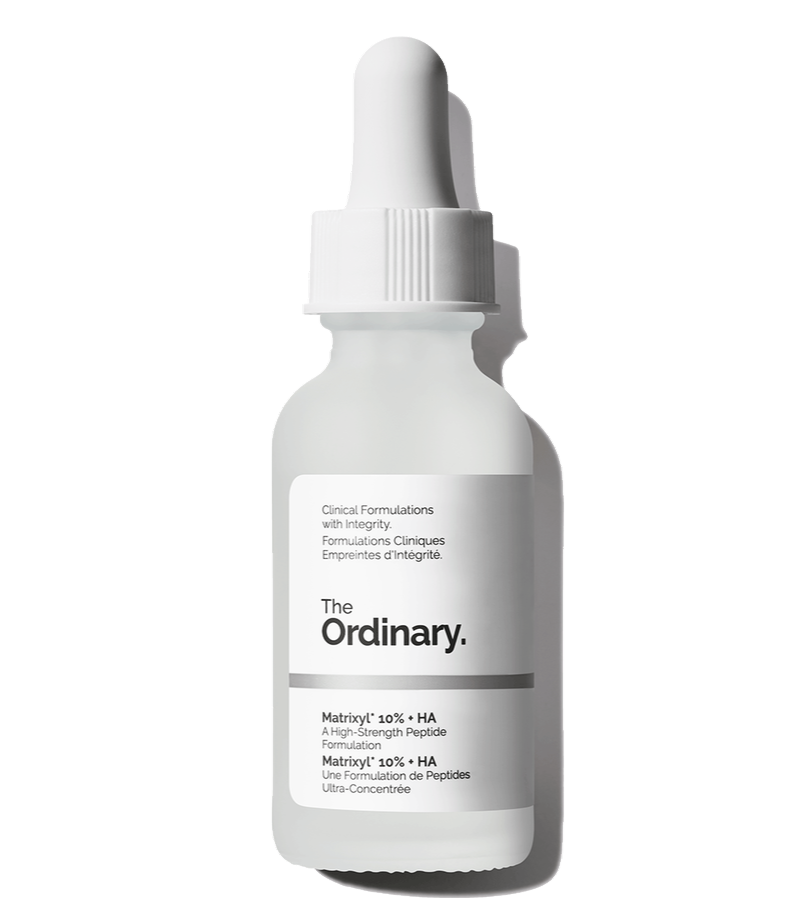 Clinical Formulations
with Integrity.
Formulations Cliniques
Empreintes d'Intégrité.
The
Ordinary.
Matrixyl* 10% + HA
A High-Strength Peptide
Formulation
Matrixyl* 10% + HA
Une Formulation de Peptides
Ultra-Concentrée